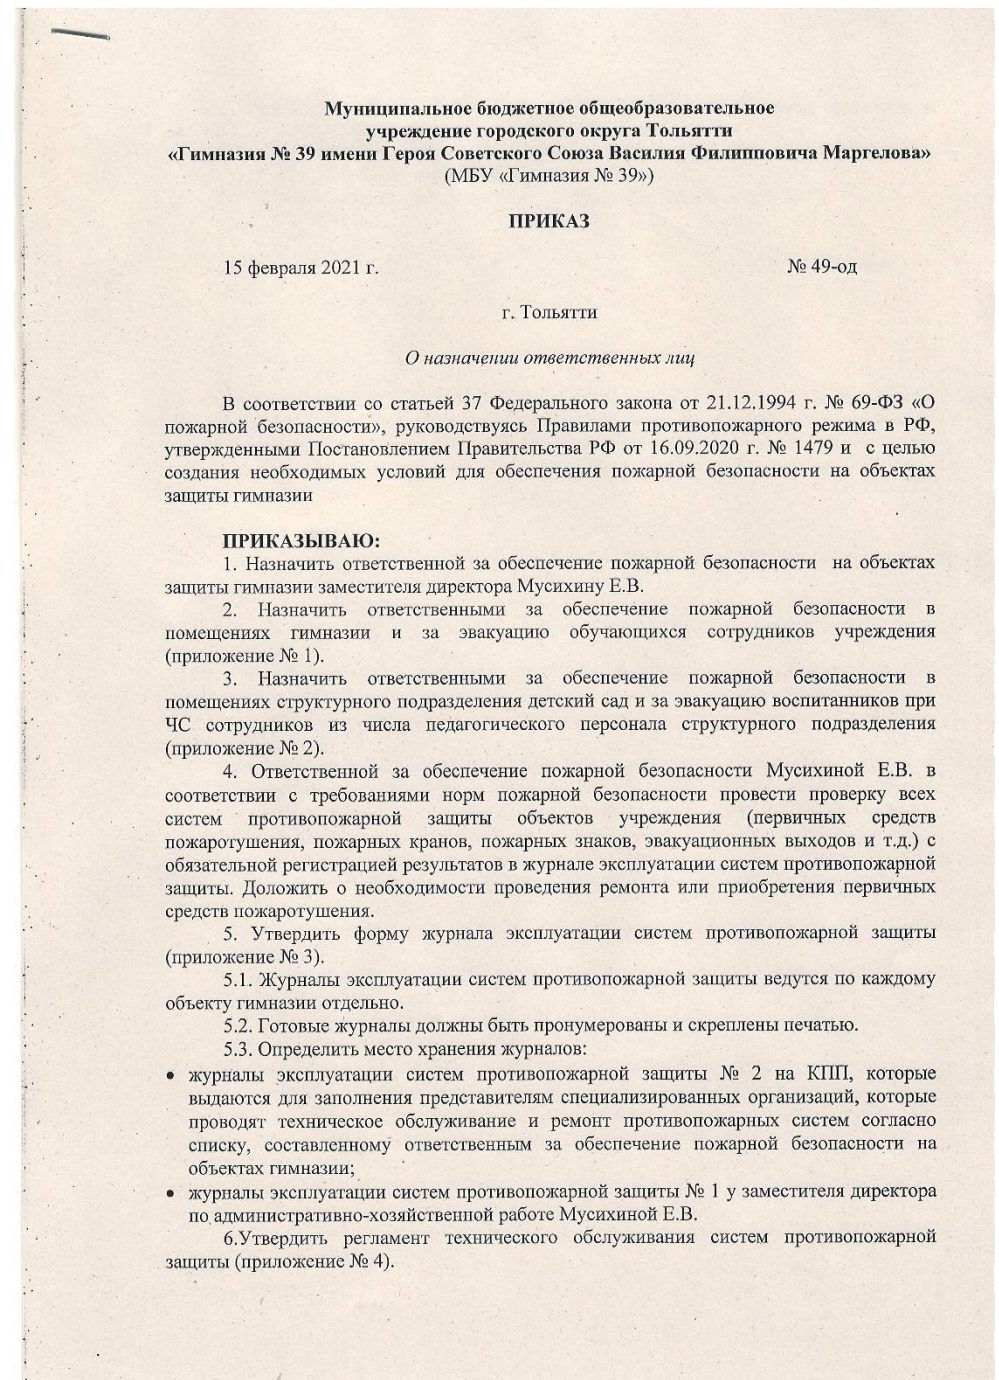 Муниципальное бюджетное общеобразовательное
учреждение городского округа Тольятти
«Гимназия № 39 имени Героя Советского Союза Василия Филипповича Маргелова»
(МБУ «Гимназия № 39»)
ПРИКАЗ
15 февраля 2021 г. № 49-од
г. Тольятти
О назначении ответственных лиц
В соответствии со статьей 37 Федерального закона от 21.12.1994 г. № 69-ФЗ «О
пожарной безопасности», руководствуясь Правилами противопожарного режима в РФ,
утвержденными Постановлением Правительства РФ от 16.09.2020 г. № 1479 и с целью
создания необходимых условий для обеспечения пожарной безопасности на объектах
защиты гимназии
ПРИКАЗЫВАЮ:
1. Назначить ответственной за обеспечение пожарной безопасности на объектах
защиты гимназии заместителя директора Мусихину Е.В.
2. Назначить ответственными за обеспечение пожарной безопасности в
помещениях гимназии и за эвакуацию обучающихся сотрудников учреждения
(приложение № 1).
3. Назначить ответственными за обеспечение пожарной безопасности в
помещениях структурного подразделения детский сад и за эвакуацию воспитанников при
ЧС сотрудников из числа педагогического персонала структурного подразделения
(приложение № 2).
4. Ответственной за обеспечение пожарной безопасности Мусихиной Е.В. в
соответствии с требованиями норм пожарной безопасности провести проверку всех
систем противопожарной защиты объектов учреждения (первичных средств
пожаротушения, пожарных кранов, пожарных знаков, эвакуационных выходов и т.д.) с
обязательной регистрацией результатов в журнале эксплуатации систем противопожарной
защиты. Доложить о необходимости проведения ремонта или приобретения первичных
средств пожаротушения.
5. Утвердить форму журнала эксплуатации систем противопожарной защиты
(приложение № 3).
5.1. Журналы эксплуатации систем противопожарной защиты ведутся по каждому
объекту гимназии отдельно.
5.2. Готовые журналы должны быть пронумерованы и скреплены печатью.
5.3. Определить место хранения журналов:
• журналы эксплуатации систем противопожарной защиты № 2 на КПП, которые
выдаются для заполнения представителям специализированных организаций, которые
проводят техническое обслуживание и ремонт противопожарных систем согласно
списку, составленному ответственным за обеспечение пожарной безопасности на
объектах гимназии;
• журналы эксплуатации систем противопожарной защиты № 1 у заместителя директора
по административно-хозяйственной работе Мусихиной Е.В.
6.Утвердить регламент технического обслуживания систем противопожарной
защиты (приложение № 4).